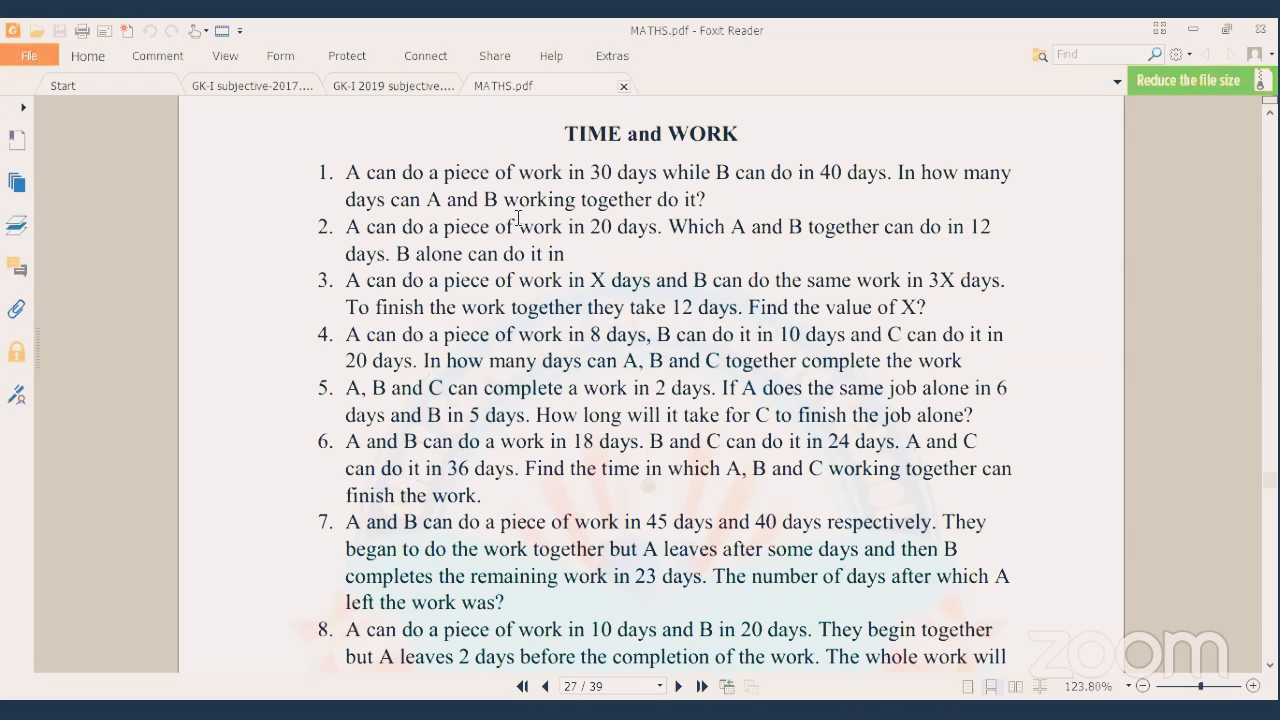 MATHS.pdf - Foxit Reader
File Home Comment View Form Protect Connect Share Help Extras Find
Start GK-I subjective-2017.... GK-I 2019 subjective.... MATHS.pdf Reduce the file size
TIME and WORK
1. A can do a piece of work in 30 days while B can do in 40 days. In how many
days can A and B working together do it?
2. A can do a piece of work in 20 days. Which A and B together can do in 12
days. B alone can do it in
3. A can do a piece of work in X days and B can do the same work in 3X days.
To finish the work together they take 12 days. Find the value of X?
4. A can do a piece of work in 8 days, B can do it in 10 days and C can do it in
20 days. In how many days can A, B and C together complete the work
5. A, B and C can complete a work in 2 days. If A does the same job alone in 6
days and B in 5 days. How long will it take for C to finish the job alone?
6. A and B can do a work in 18 days. B and C can do it in 24 days. A and C
can do it in 36 days. Find the time in which A, B and C working together can
finish the work.
7. A and B can do a piece of work in 45 days and 40 days respectively. They
began to do the work together but A leaves after some days and then B
completes the remaining work in 23 days. The number of days after which A
left the work was?
8. A can do a piece of work in 10 days and B in 20 days. They begin together
but A leaves 2 days before the completion of the work. The whole work will
zoom
27 / 39 123.80%